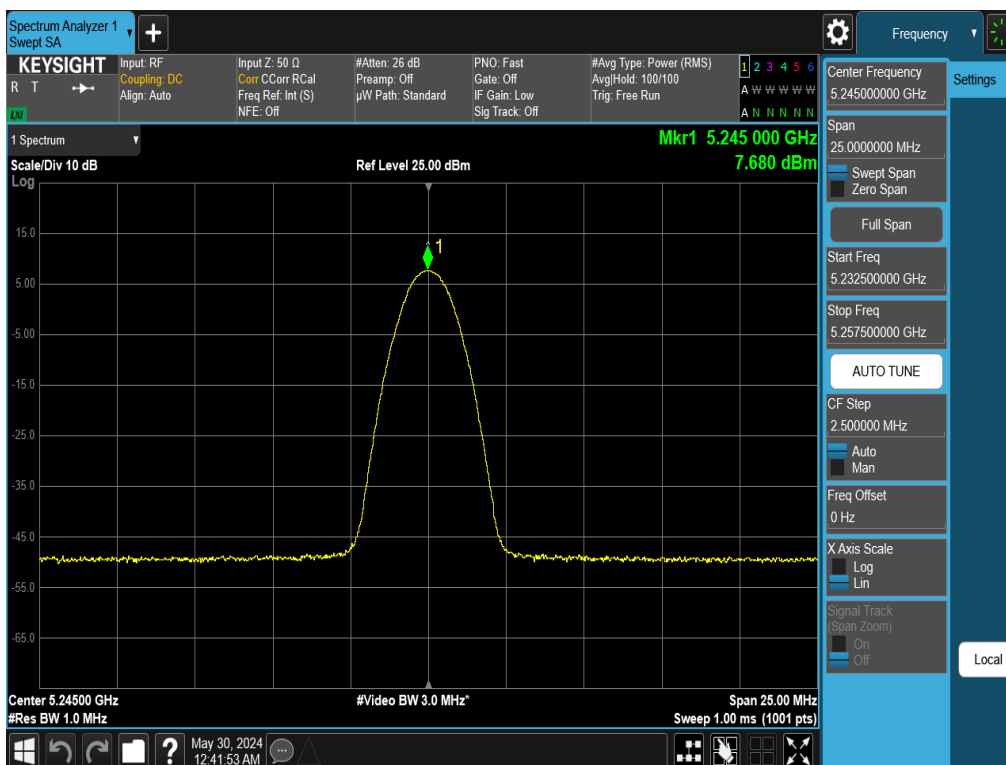 Spectrum Analyzer 1
Swept SA
+
Frequency
KEYSIGHT
R T
LXI
Input: RF
Coupling: DC
Align: Auto
Input Z: 50 Ω
Corr CCorr RCal
Freq Ref: Int (S)
NFE: Off
#Atten: 26 dB
Preamp: Off
µW Path: Standard
PNO: Fast
Gate: Off
IF Gain: Low
Sig Track: Off
#Avg Type: Power (RMS)
Avg|Hold: 100/100
Trig: Free Run
1 2 3 4 5 6
A W W W W W
A N N N N N
1 Spectrum
Scale/Div 10 dB
Log
Ref Level 25.00 dBm
Mkr1 5.245 000 GHz
7.680 dBm
1
15.0
5.00
-5.00
-15.0
-25.0
-35.0
-45.0
-55.0
-65.0
Center 5.24500 GHz
#Res BW 1.0 MHz
#Video BW 3.0 MHz*
Span 25.00 MHz
Sweep 1.00 ms (1001 pts)
May 30, 2024
12:41:53 AM
?
Center Frequency
5.245000000 GHz
Span
25.0000000 MHz
Swept Span
Zero Span
Full Span
Start Freq
5.232500000 GHz
Stop Freq
5.257500000 GHz
AUTO TUNE
CF Step
2.500000 MHz
Auto
Man
Freq Offset
0 Hz
X Axis Scale
Log
Lin
Signal Track
(Span Zoom)
On
Off
Settings
Local